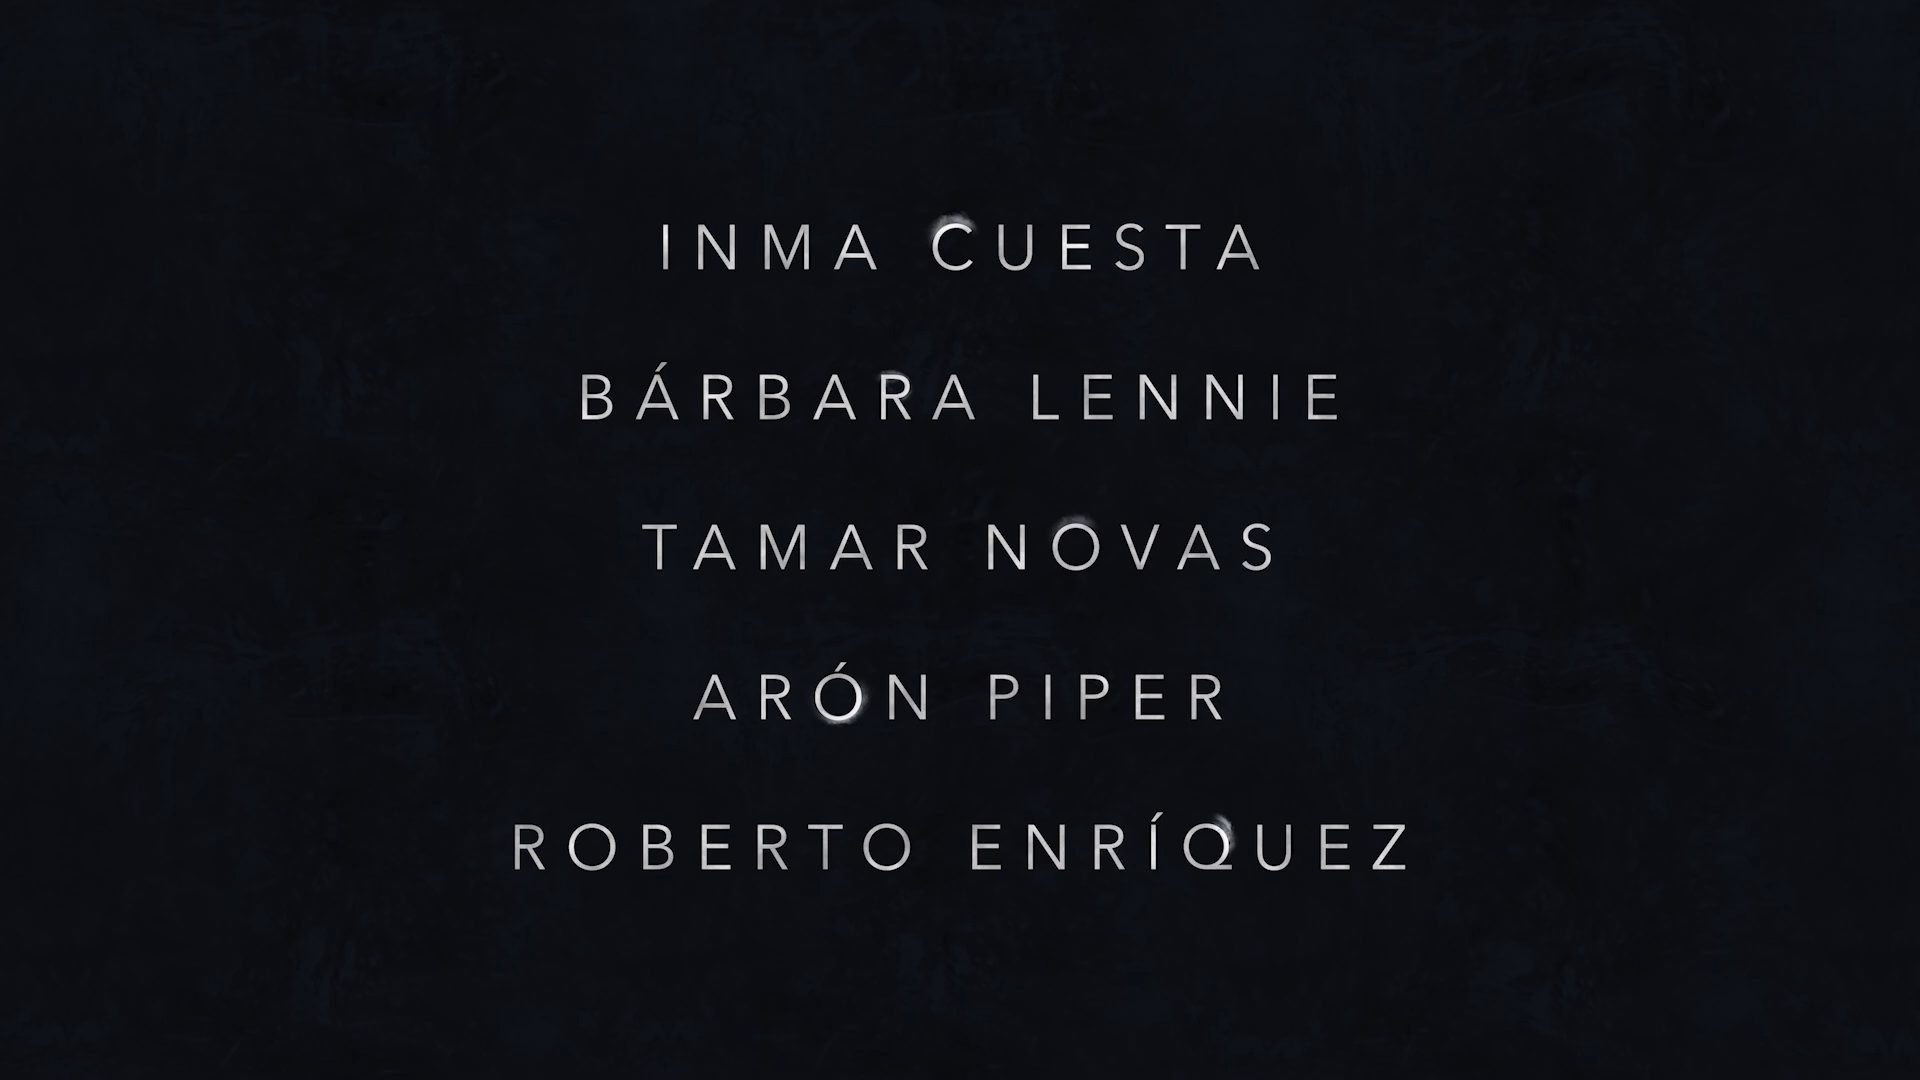 INMA CUESTA
BÁRBARA LENNIE
TAMAR NOVAS
ARÓN PIPER
ROBERTO ENRÍQUEZ